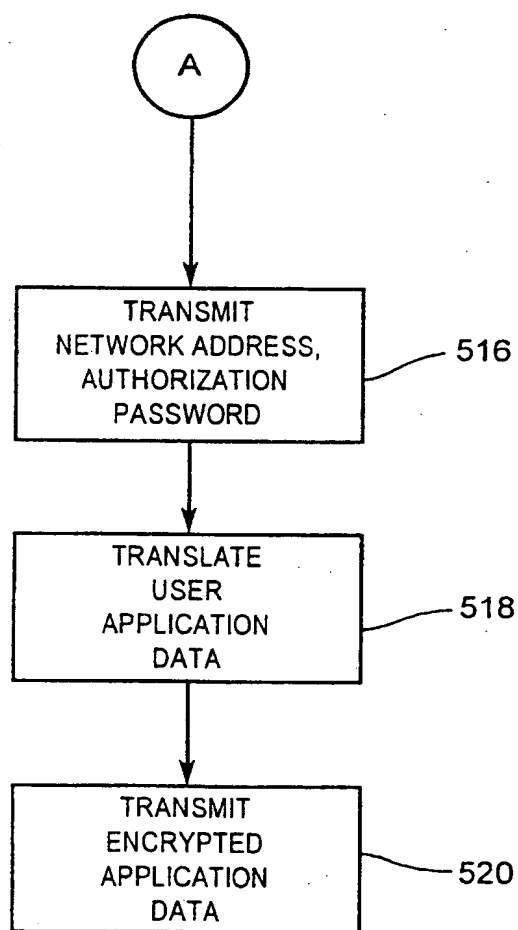 A
TRANSMIT
NETWORK ADDRESS,
AUTHORIZATION
PASSWORD
516
TRANSLATE
USER
APPLICATION
DATA
518
TRANSMIT
ENCRYPTED
APPLICATION
DATA
520